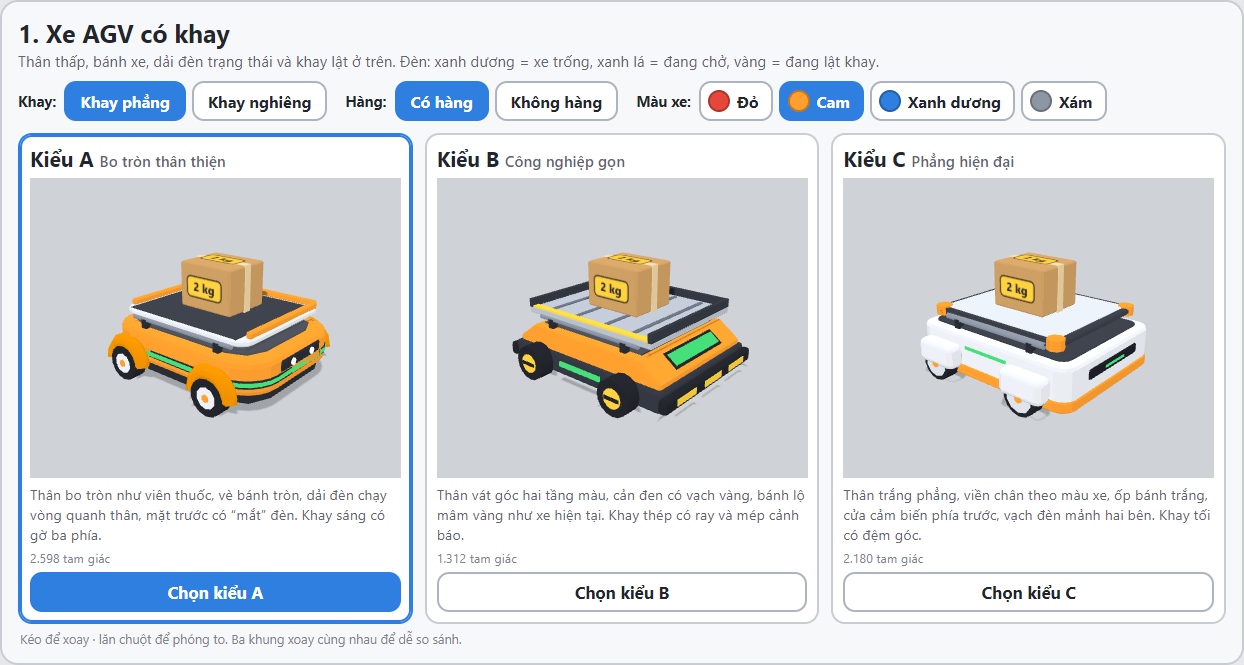 1. Xe AGV có khay
Thân thấp, bánh xe, dải đèn trạng thái và khay lật ở trên. Đèn: xanh dương = xe trống, xanh lá = đang chở, vàng = đang lật khay.
Khay: Khay phẳng Khay nghiêng Hàng: Có hàng Không hàng Màu xe: Đỏ Cam Xanh dương Xám
Kiểu A Bo tròn thân thiện
2 kg
Thân bo tròn như viên thuốc, vè bánh tròn, dải đèn chạy
vòng quanh thân, mặt trước có “mắt” đèn. Khay sáng có
gờ ba phía.
2.598 tam giác
Chọn kiểu A
Kiểu B Công nghiệp gọn
2 kg
Thân vát góc hai tầng màu, cản đen có vạch vàng, bánh lộ
mâm vàng như xe hiện tại. Khay thép có ray và mép cảnh
báo.
1.312 tam giác
Chọn kiểu B
Kiểu C Phẳng hiện đại
2 kg
Thân trắng phẳng, viền chân theo màu xe, ốp bánh trắng,
cửa cảm biến phía trước, vạch đèn mảnh hai bên. Khay tối
có đệm góc.
2.180 tam giác
Chọn kiểu C
Kéo để xoay · lăn chuột để phóng to. Ba khung xoay cùng nhau để dễ so sánh.